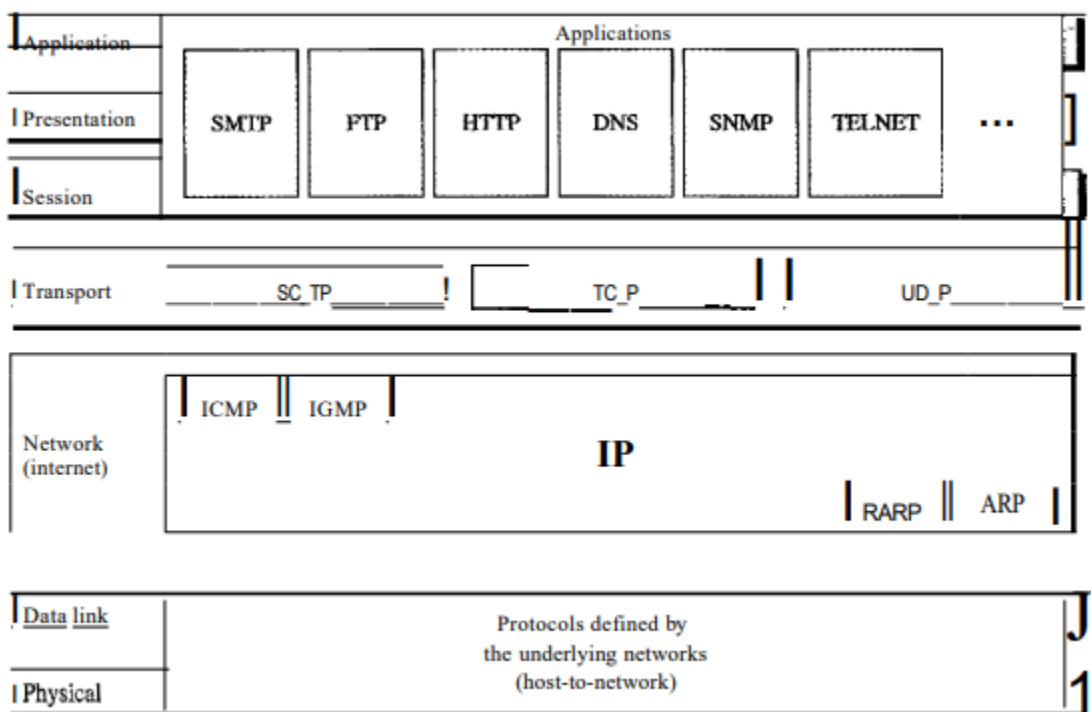 Application
Applications
Presentation
SMTP FTP HTTP DNS SNMP TELNET ...
Session
Transport SC_TP TC_P UD_P
ICMP IGMP
Network
(internet)
IP
RARP ARP
Data link
Protocols defined by
the underlying networks
(host-to-network)
Physical